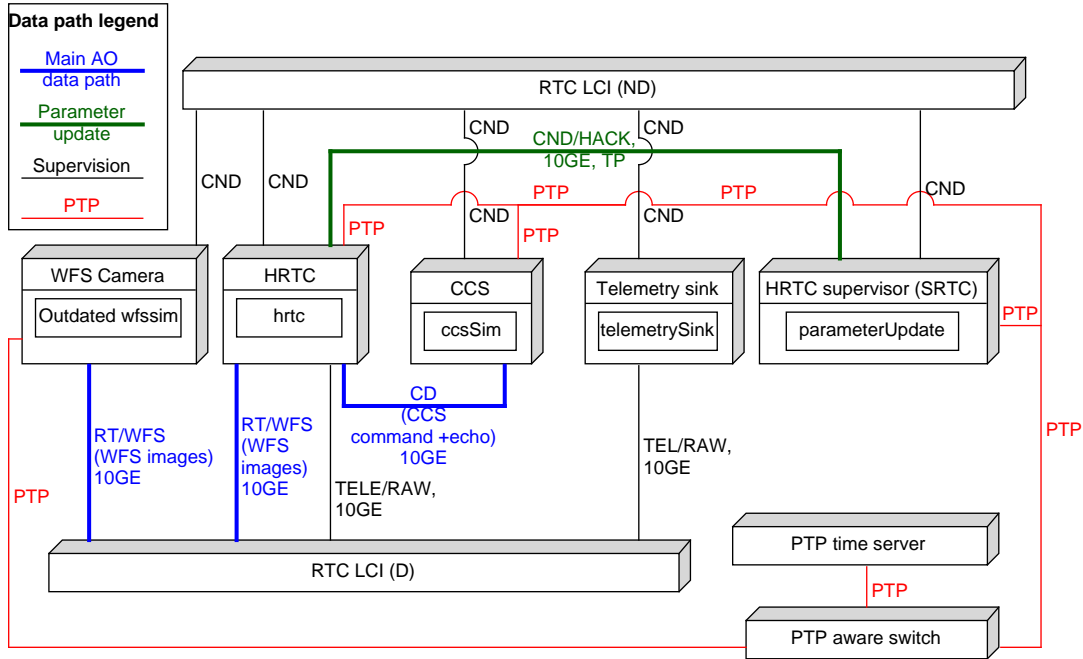 Data path legend
Main AO
data path
Parameter
update
Supervision
PTP
RTC LCI (ND)
CND
CND
CND/HACK,
10GE, TP
CND
CND
CND
PTP
PTP
PTP
CND
CND
PTP
PTP
WFS Camera
Outdated wfssim
HRTC
hrtc
CCS
ccsSim
Telemetry sink
telemetrySink
HRTC supervisor (SRTC)
parameterUpdate
PTP
CD
(CCS
command +echo)
10GE
RT/WFS
(WFS images)
10GE
RT/WFS
(WFS
images)
10GE
TELE/RAW,
10GE
TEL/RAW,
10GE
PTP
PTP
PTP time server
RTC LCI (D)
PTP
PTP aware switch